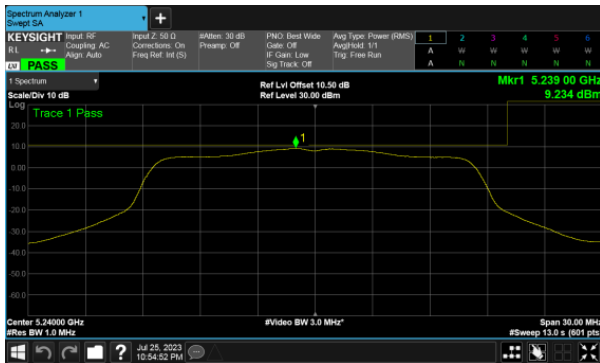 Spectrum Analyzer 1
Swept SA
KEYSIGHT
RL
LXI
PASS
Input: RF
Coupling: AC
Align: Auto
Input Z: 50 Ω
Corrections: On
Freq Ref: Int (S)
#Atten: 30 dB
Preamp: Off
PNO: Best Wide
Gate: Off
IF Gain: Low
Sig Track: Off
Avg Type: Power (RMS)
Avg|Hold: 1/1
Trig: Free Run
1 2 3 4 5 6
A W W W W W
A N N N N N
1 Spectrum
Scale/Div 10 dB
Log
Ref Lvl Offset 10.50 dB
Ref Level 30.00 dBm
Mkr1 5.239 00 GHz
9.234 dBm
Trace 1 Pass
1
20.0
10.0
0.00
-10.0
-20.0
-30.0
-40.0
-50.0
-60.0
Center 5.24000 GHz
#Res BW 1.0 MHz
#Video BW 3.0 MHz*
Span 30.00 MHz
#Sweep 13.0 s (601 pts)
?
Jul 25, 2023
10:54:52 PM